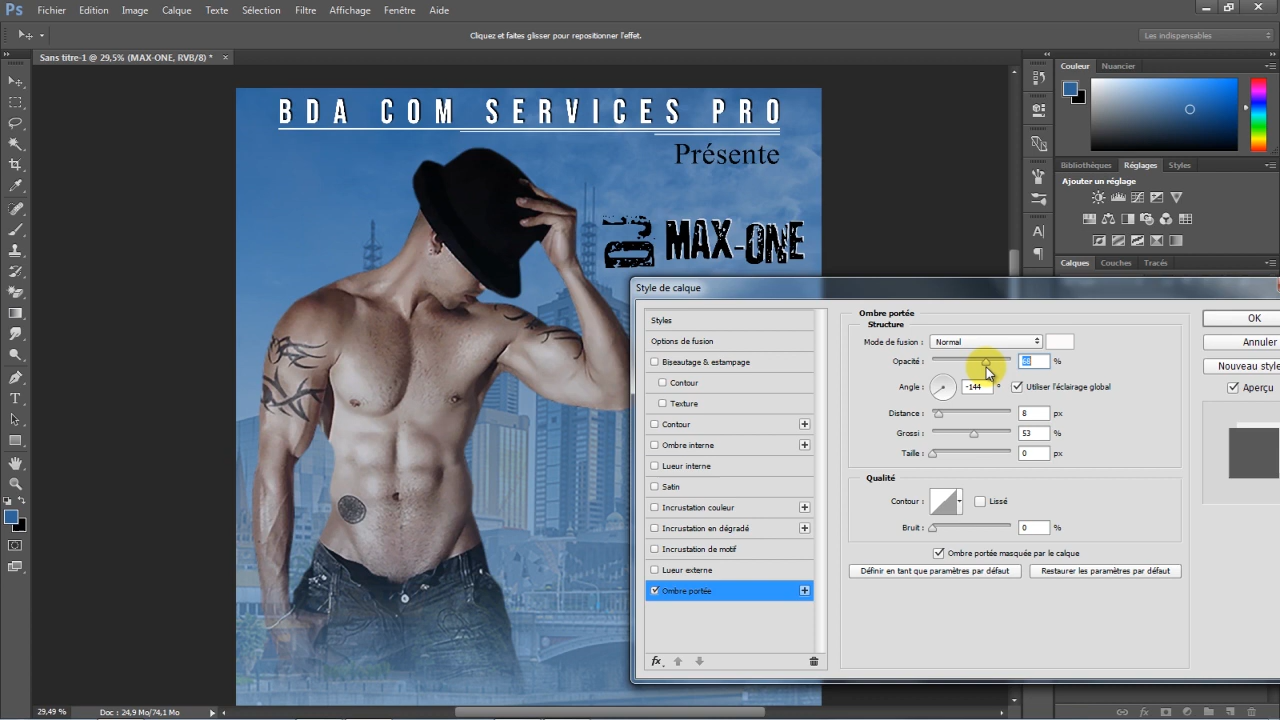 Ps Fichier Edition Image Calque Texte Sélection Filtre Affichage Fenêtre Aide
Cliquez et faites glisser pour repositionner l'effet.
Les indispensables
Sans titre-1 @ 29,5% (MAX-ONE, RVB/8) *
Couleur Nuancier
BDA COM SERVICES PRO
Présente
DJ MAX-ONE
Bibliothèques Réglages Styles
Ajouter un réglage
Calques Couches Tracés
Style de calque
Styles
Options de fusion
Biseautage & estampage
Contour
Texture
Contour
Ombre interne
Lueur interne
Satin
Incrustation couleur
Incrustation en dégradé
Incrustation de motif
Lueur externe
Ombre portée
fx
Ombre portée
Structure
Mode de fusion : Normal
Opacité : 68 %
Angle : -144 ° Utiliser l'éclairage global
Distance : 8 px
Grossi : 53 %
Taille : 0 px
Qualité
Contour : Lissé
Bruit : 0 %
Ombre portée masquée par le calque
Définir en tant que paramètres par défaut Restaurer les paramètres par défaut
OK
Annuler
Nouveau style
Aperçu
29,49 % Doc : 24,9 Mo/74,1 Mo
fx